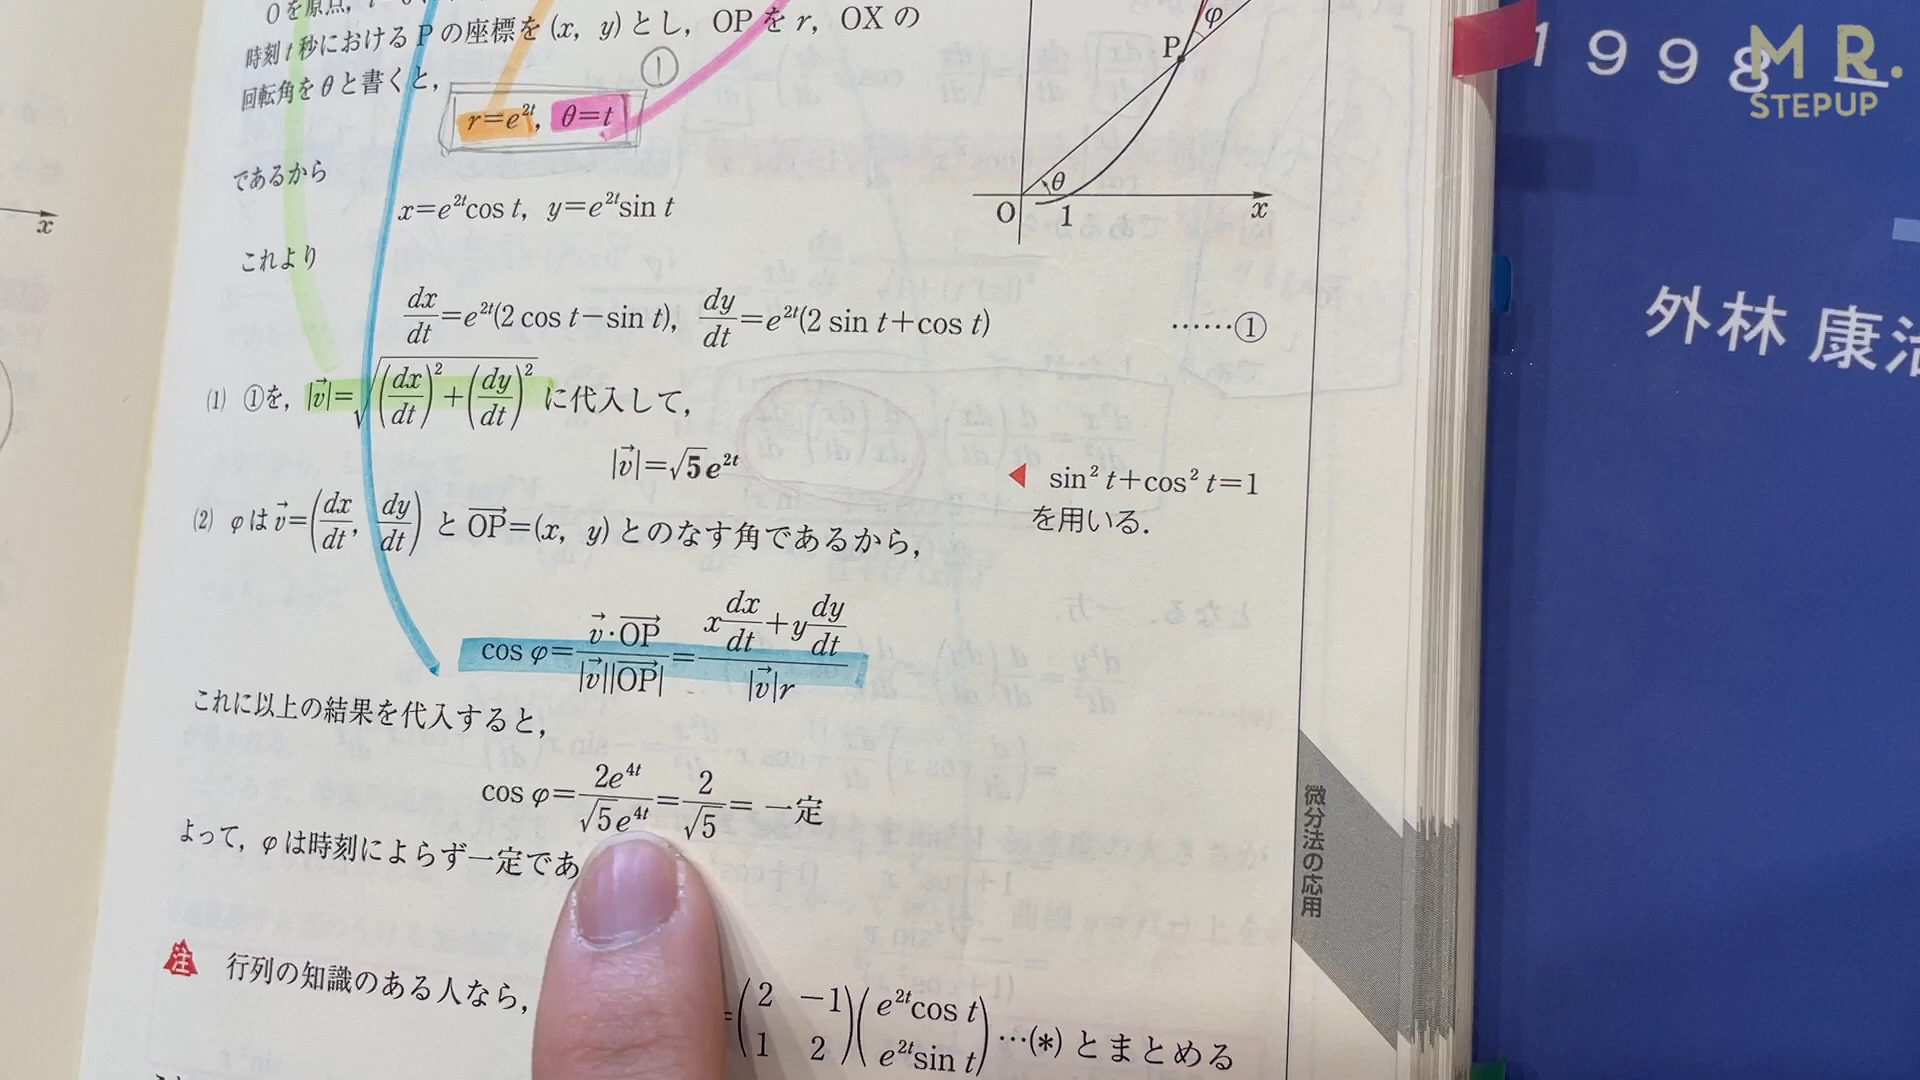 Oを原点,
時刻t秒におけるPの座標を(x, y)とし, OPをr, OXの
回転角をθと書くと,
①
r=e^{2t}, θ=t
であるから
x=e^{2t}cos t, y=e^{2t}sin t
これより
dx/dt=e^{2t}(2 cos t−sin t), dy/dt=e^{2t}(2 sin t+cos t) ……①
(1) ①を, |v⃗|=√((dx/dt)²+(dy/dt)²) に代入して,
|v⃗|=√5e^{2t}
◀ sin² t+cos² t=1
を用いる.
(2) φはv⃗=(dx/dt, dy/dt)とOP⃗=(x, y)とのなす角であるから,
cos φ=v⃗·OP⃗/|v⃗||OP⃗|=(x dx/dt+y dy/dt)/|v⃗|r
これに以上の結果を代入すると,
cos φ=2e^{4t}/√5e^{4t}=2/√5=一定
よって, φは時刻によらず一定であ
注 行列の知識のある人なら,
=(2 −1
1 2)(e^{2t}cos t
e^{2t}sin t)…(*)とまとめる
P
φ
θ
O
1
x
x
微分法の応用
1998
外林 康治
MR.
STEPUP